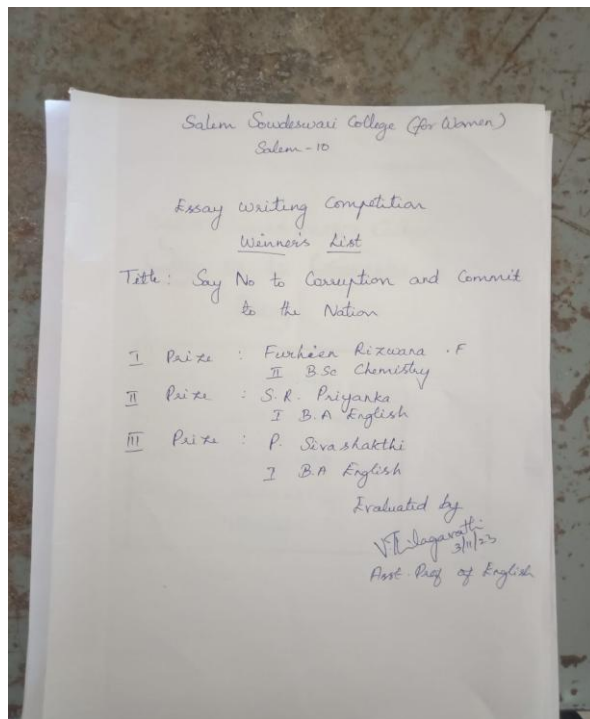 Salem Sowdeswari College (for Women)
Salem - 10
Essay Writing Competition
Winner's List
Title : Say No to Corruption and Commit
to the Nation
I Prize : Furheen Rizwana . F
II B.Sc Chemistry
II Prize : S.R. Priyanka
I B.A English
III Prize : P. Sivashakthi
I B.A English
Evaluated by
V.Thilagavathi
3/11/23
Asst. Prof of English